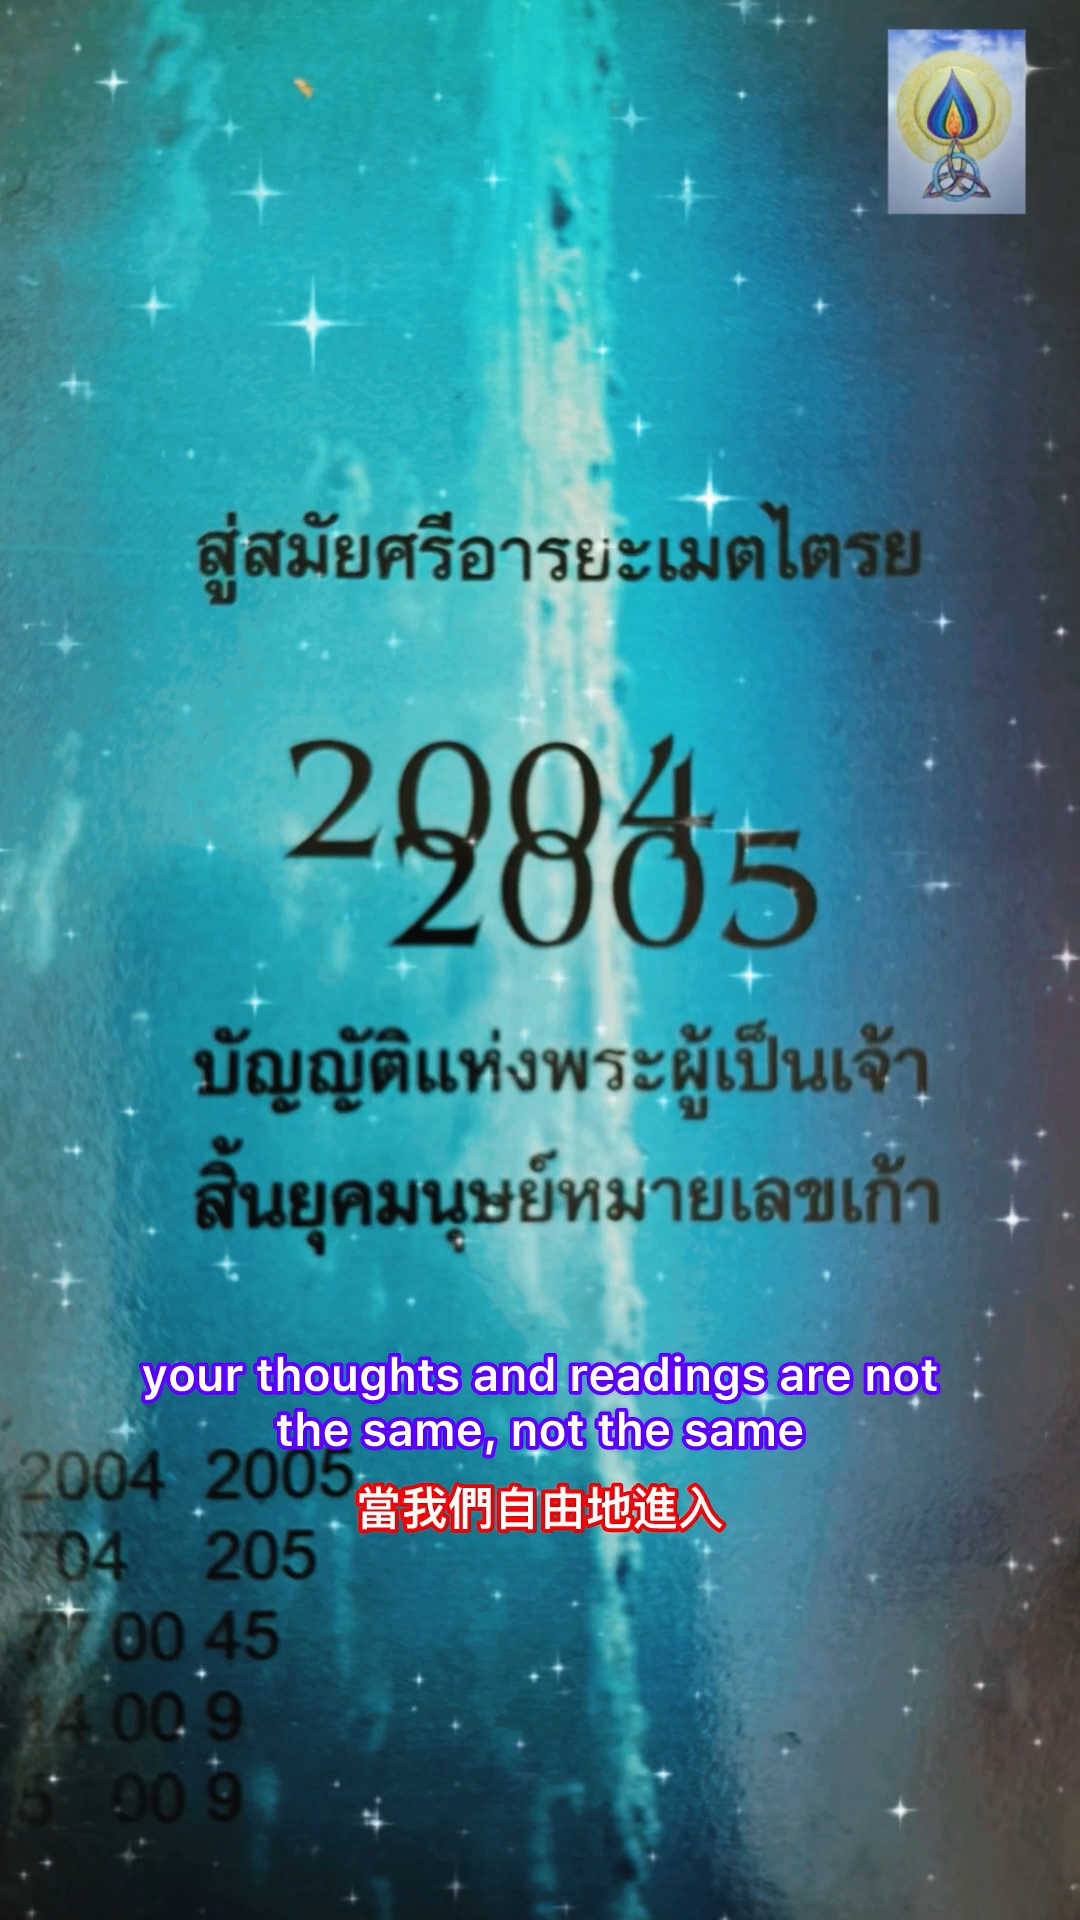 สู่สมัยศรีอารยะเมตไตรย
2004
2005
บัญญัติแห่งพระผู้เป็นเจ้า
สิ้นยุคมนุษย์หมายเลขเก้า
your thoughts and readings are not
the same, not the same
2004 2005
當我們自由地進入
704 205
77 00 45
14 00 9
5 00 9